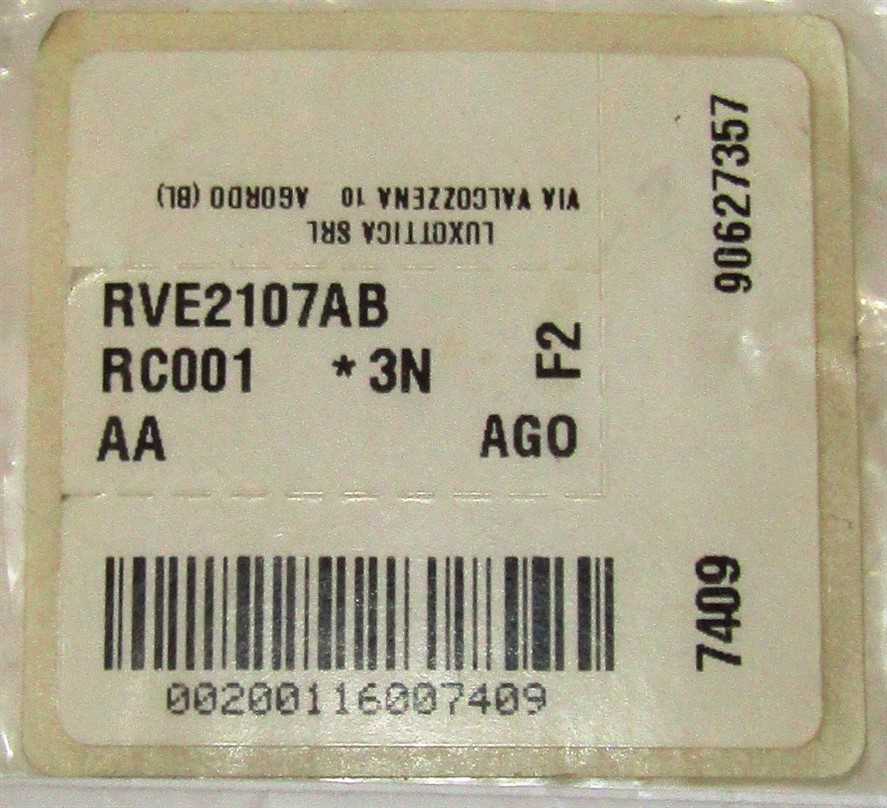 LUXOTTICA SRL
VIA VALCOZZENA 10 AGORDO (BL)
RVE2107AB
RC001 *3N F2
AA AGO
90627357
7409
00200116007409